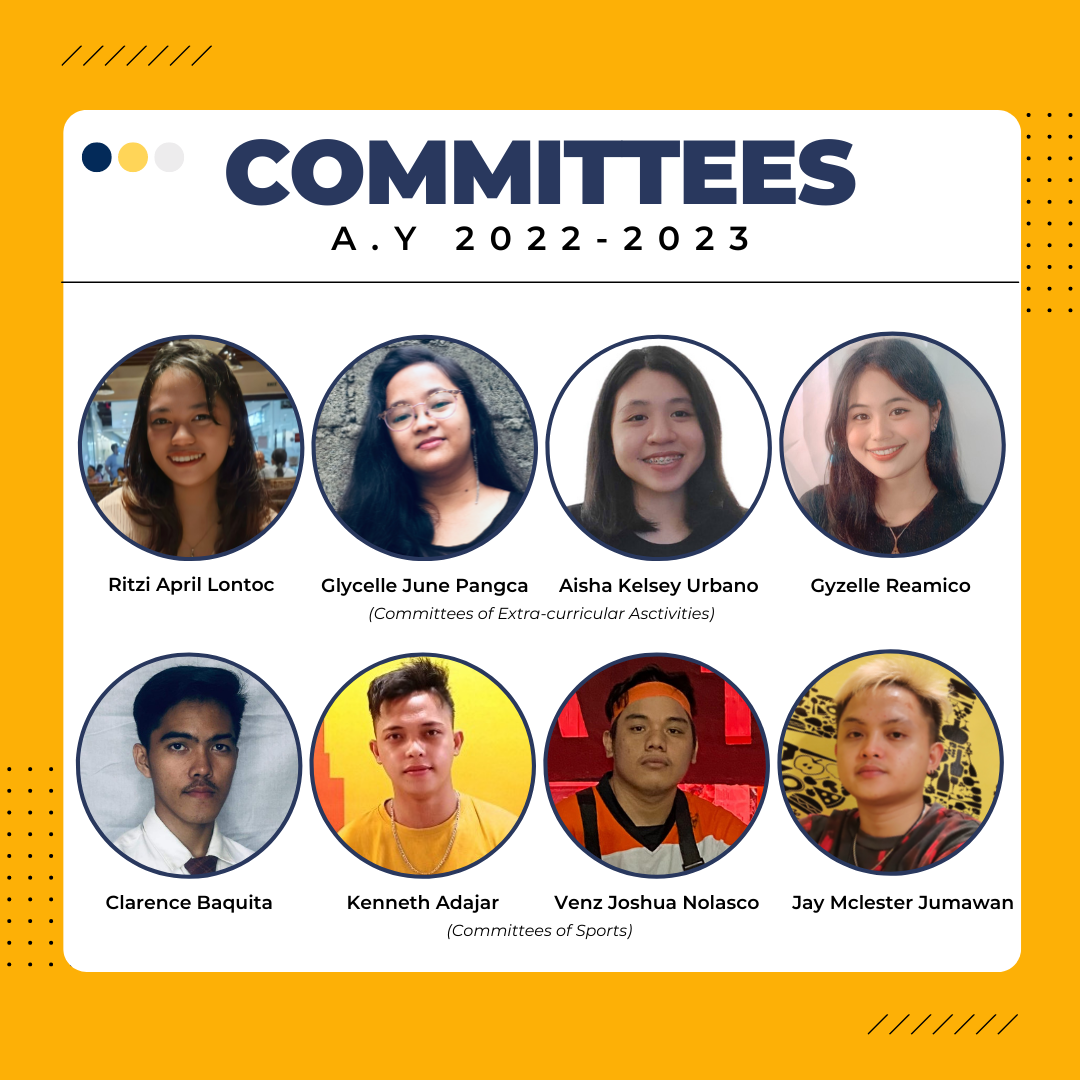 COMMITTEES
A.Y 2022-2023
Ritzi April Lontoc
Glycelle June Pangca
Aisha Kelsey Urbano
Gyzelle Reamico
(Committees of Extra-curricular Asctivities)
Clarence Baquita
Kenneth Adajar
Venz Joshua Nolasco
Jay Mclester Jumawan
(Committees of Sports)